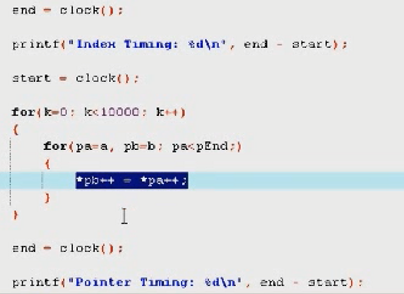 end = clock();
printf("Index Timing: %d\n", end - start);
start = clock();
for(k=0; k<10000; k++)
{
for(pa=a, pb=b; pa<pEnd;)
{
*pb++ = *pa++;
}
}
end = clock();
printf("Pointer Timing: %d\n", end - start);